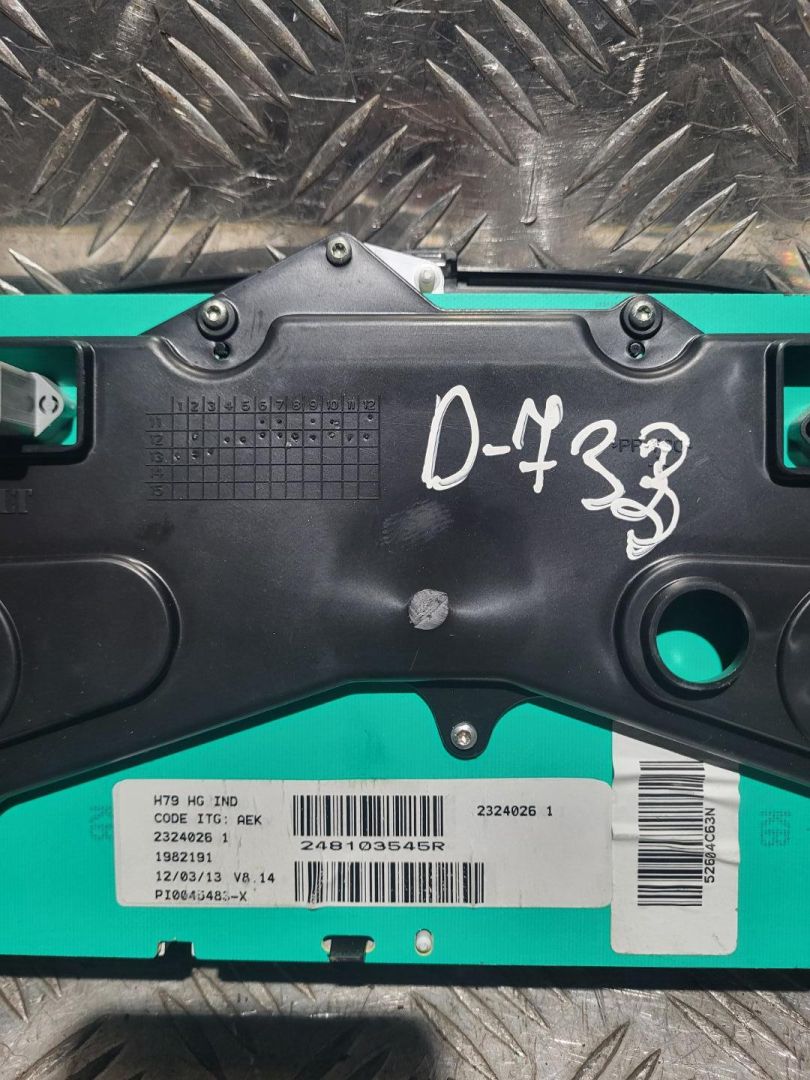 1 2 3 4 5 6 7 8 9 10 11 12
11
12
13
14
15
D-733
H79 HG IND
CODE ITG: AEK
2324026 1
1982191
12/03/13 V8.14
PI0045483-X
248103545R
2324026 1
52604C63N